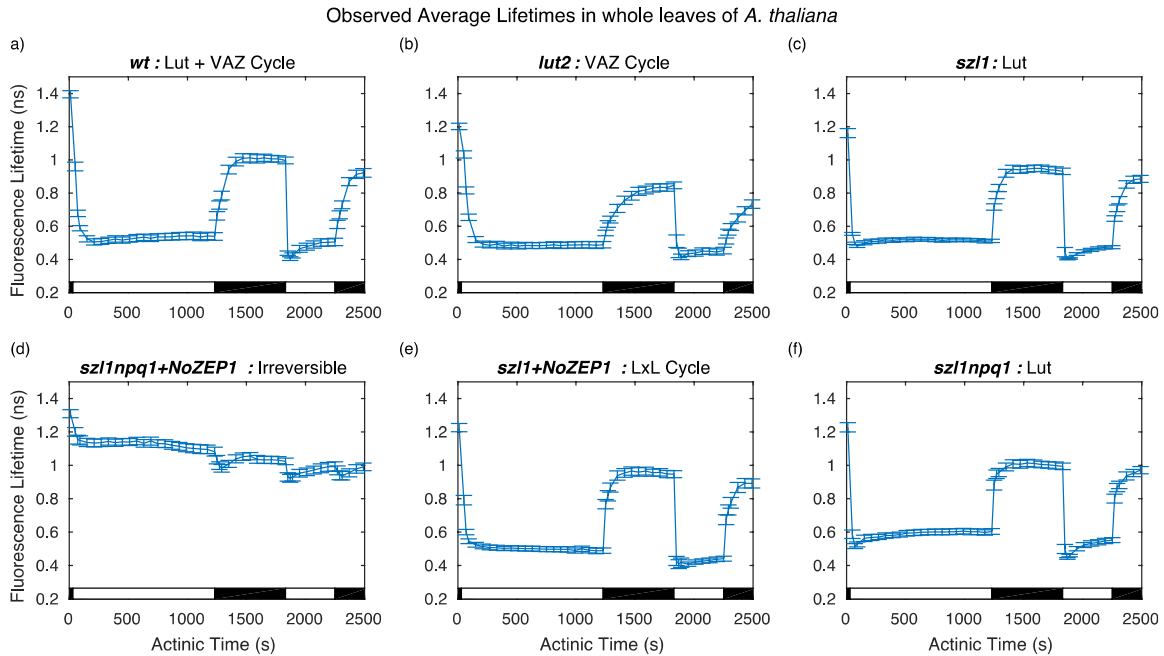 Observed Average Lifetimes in whole leaves of A. thaliana
a) (b) (c)
wt : Lut + VAZ Cycle lut2 : VAZ Cycle szl1 : Lut
Fluorescence Lifetime (ns)
1.4
1.2
1
0.8
0.6
0.4
0.2
0 500 1000 1500 2000 2500
1.4
1.2
1
0.8
0.6
0.4
0.2
0 500 1000 1500 2000 2500
1.4
1.2
1
0.8
0.6
0.4
0.2
0 500 1000 1500 2000 2500
(d) (e) (f)
szl1npq1+NoZEP1 : Irreversible szl1+NoZEP1 : LxL Cycle szl1npq1 : Lut
Fluorescence Lifetime (ns)
1.4
1.2
1
0.8
0.6
0.4
0.2
0 500 1000 1500 2000 2500
Actinic Time (s)
1.4
1.2
1
0.8
0.6
0.4
0.2
0 500 1000 1500 2000 2500
Actinic Time (s)
1.4
1.2
1
0.8
0.6
0.4
0.2
0 500 1000 1500 2000 2500
Actinic Time (s)